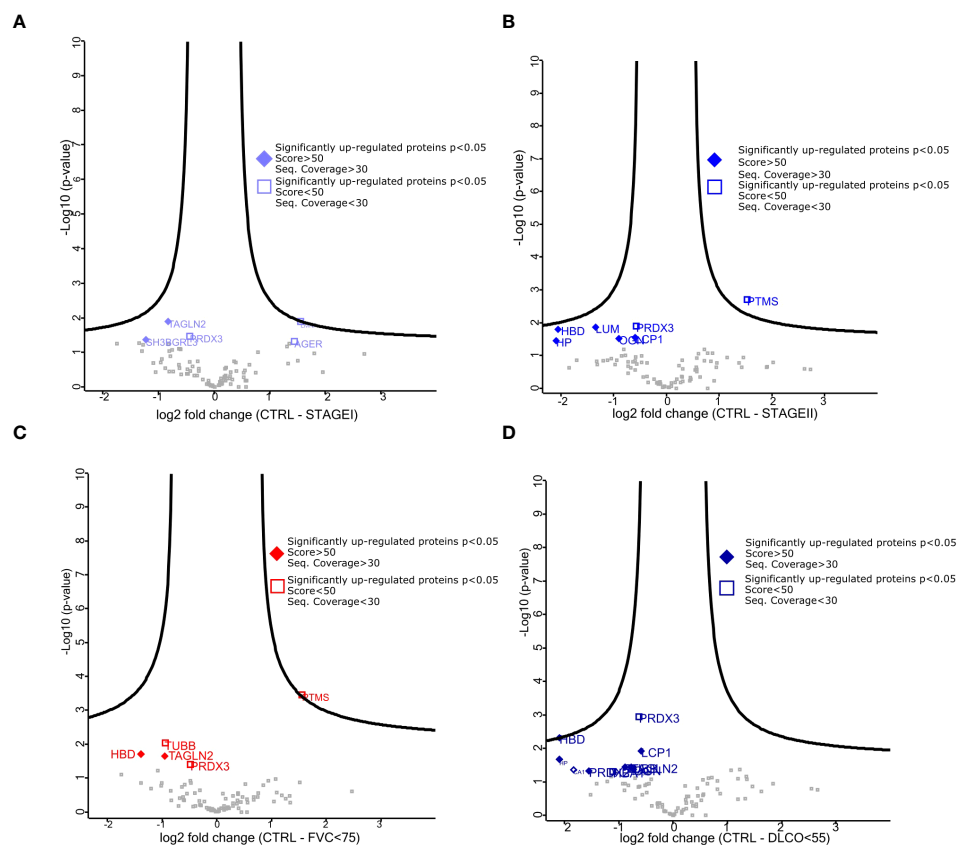 A
-Log10 (p-value)
0 1 2 3 4 5 6 7 8 9 10
Significantly up-regulated proteins p<0.05
Score>50
Seq. Coverage>30
Significantly up-regulated proteins p<0.05
Score<50
Seq. Coverage<30
TAGLN2
PRDX3
SH3BGRL3
AGER
-2 -1 0 1 2 3
log2 fold change (CTRL - STAGEI)
B
-Log10 (p-value)
0 1 2 3 4 5 6 7 8 9 10
Significantly up-regulated proteins p<0.05
Score>50
Seq. Coverage>30
Significantly up-regulated proteins p<0.05
Score<50
Seq. Coverage<30
PTMS
HBD
LUM
PRDX3
HP
OGN
LCP1
-2 -1 0 1 2 3
log2 fold change (CTRL - STAGEII)
C
-Log10 (p-value)
0 1 2 3 4 5 6 7 8 9 10
Significantly up-regulated proteins p<0.05
Score>50
Seq. Coverage>30
Significantly up-regulated proteins p<0.05
Score<50
Seq. Coverage<30
PTMS
TUBB
HBD
TAGLN2
PRDX3
-2 -1 0 1 2 3
log2 fold change (CTRL - FVC<75)
D
-Log10 (p-value)
0 1 2 3 4 5 6 7 8 9 10
Significantly up-regulated proteins p<0.05
Score>50
Seq. Coverage>30
Significantly up-regulated proteins p<0.05
Score<50
Seq. Coverage<30
PRDX3
HBD
LCP1
HP
CA1
2 -1 0 1 2 3
log2 fold change (CTRL - DLCO<55)